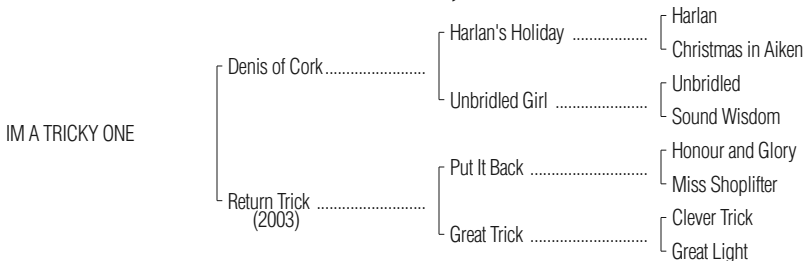 Harlan
Harlan's Holiday ...................
Christmas in Aiken
Denis of Cork........................
Unbridled
Unbridled Girl ......................
Sound Wisdom
IM A TRICKY ONE
Honour and Glory
Put It Back ............................
Miss Shoplifter
Return Trick ..........................
(2003)
Clever Trick
Great Trick ............................
Great Light